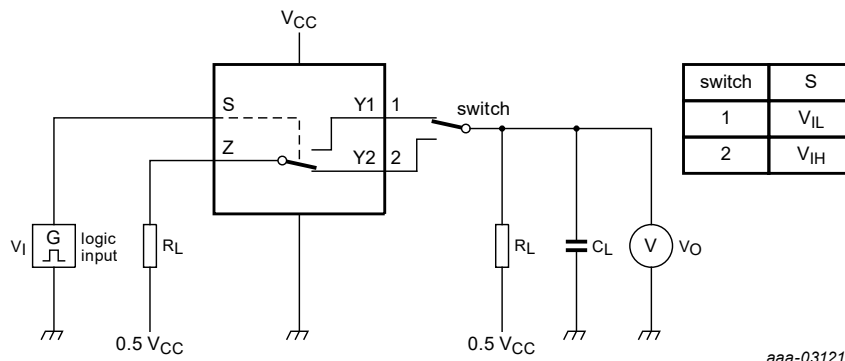 VCC
S
Y1 1
switch
Z
Y2 2
VI
G
logic
input
RL
RL
CL
V
VO
0.5 VCC
0.5 VCC
switch S
1 VIL
2 VIH
aaa-03121